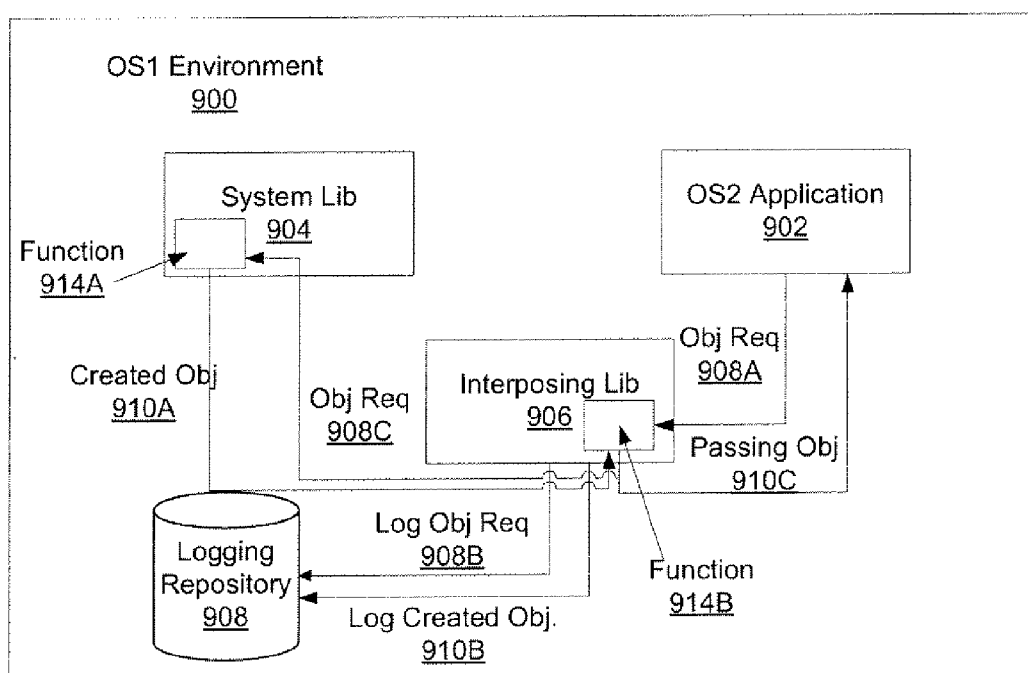 OS1 Environment
900
System Lib
904
OS2 Application
902
Function
914A
Created Obj
910A
Obj Req
908C
Interposing Lib
906
Obj Req
908A
Passing Obj
910C
Logging
Repository
908
Log Obj Req
908B
Log Created Obj.
910B
Function
914B